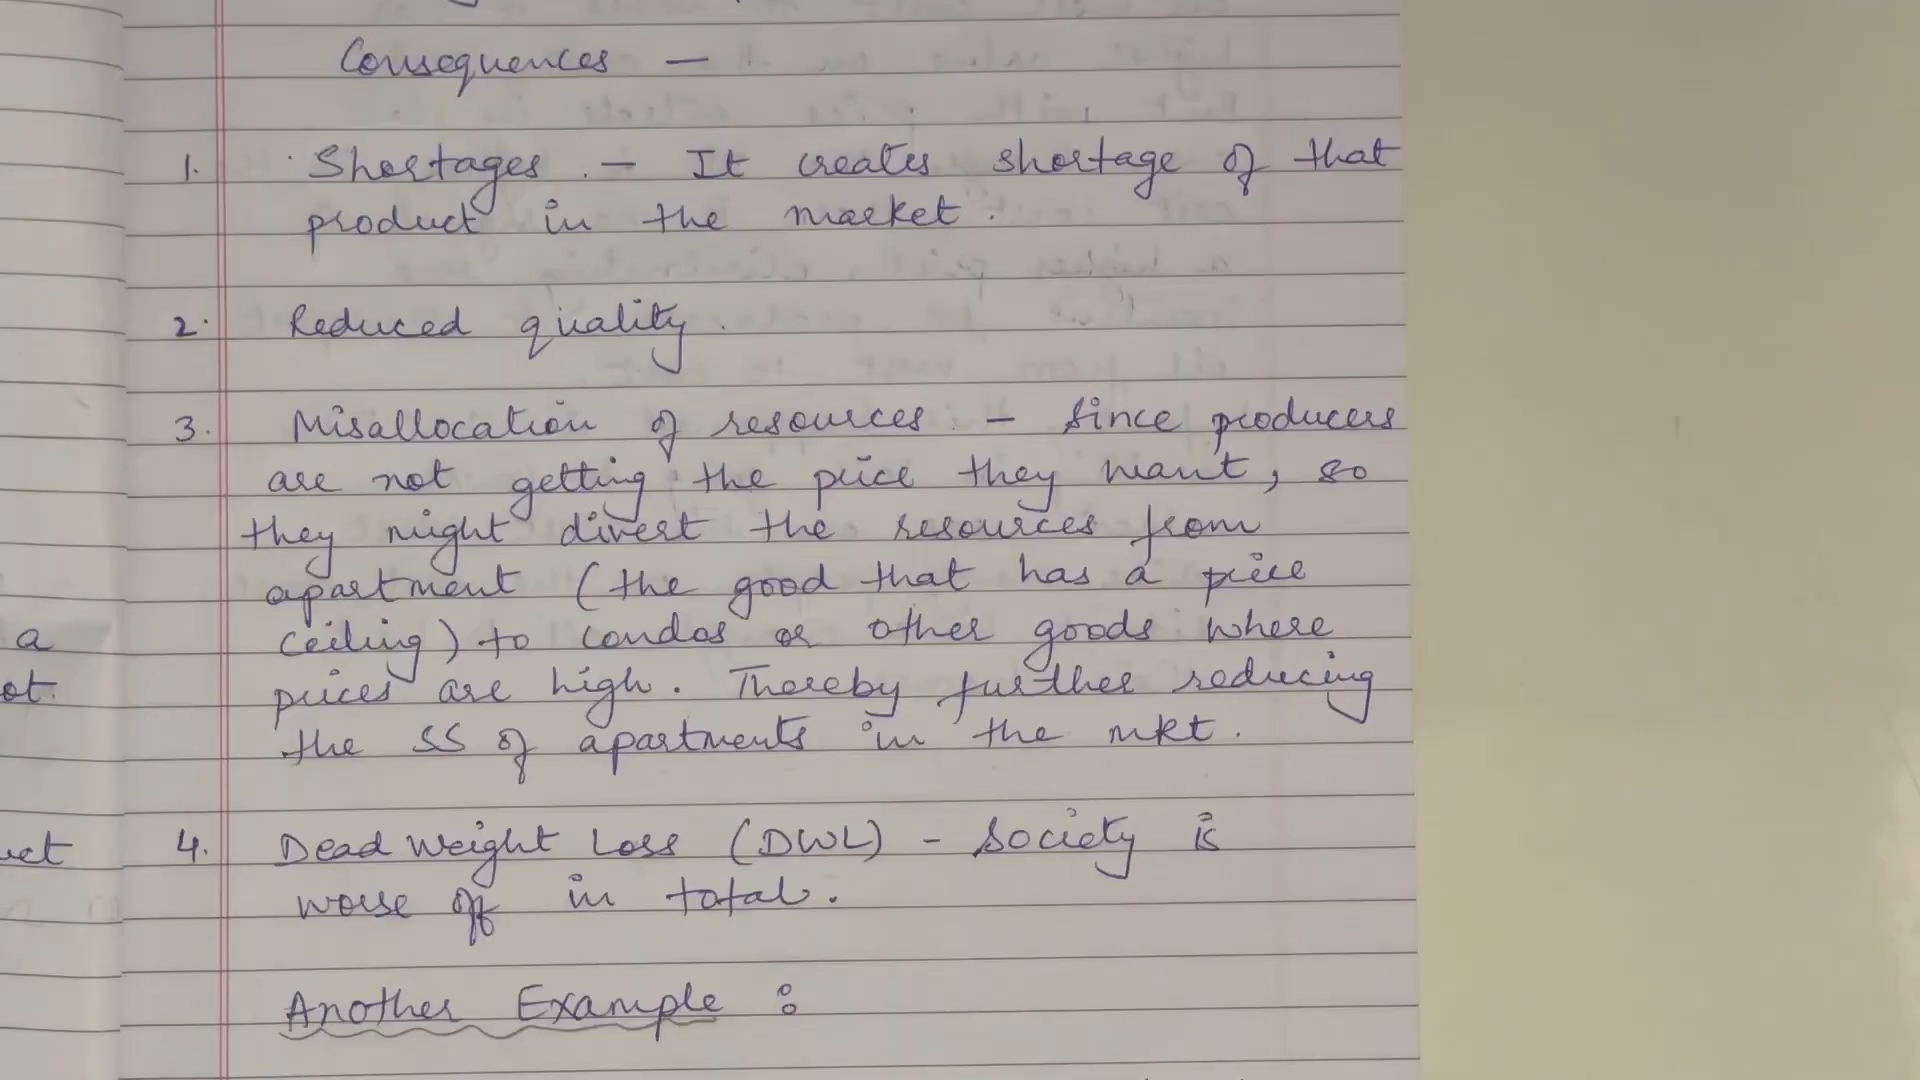 Consequences —
1. Shortages. - It creates shortage of that
product in the market.
2. Reduced quality.
3. Misallocation of resources. - Since producers
are not getting the price they want, so
they might divert the resources from
apartment (the good that has a price
ceiling) to condos or other goods where
prices are high. Thereby further reducing
the SS of apartments in the mkt.
4. Dead weight Loss (DWL) - Society is
worse off in total.
Another Example :
a
ot.